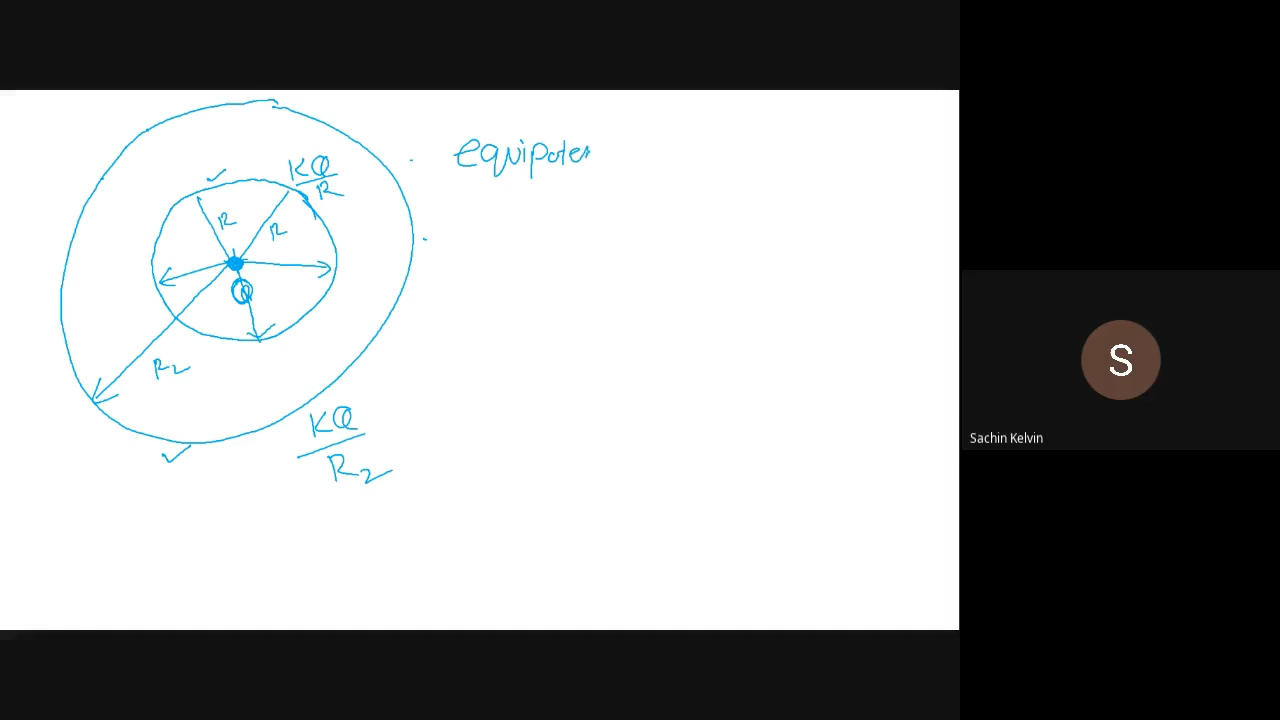 KQ
R
equipoten
R
R
Q
R2
KQ
R2
S
Sachin Kelvin